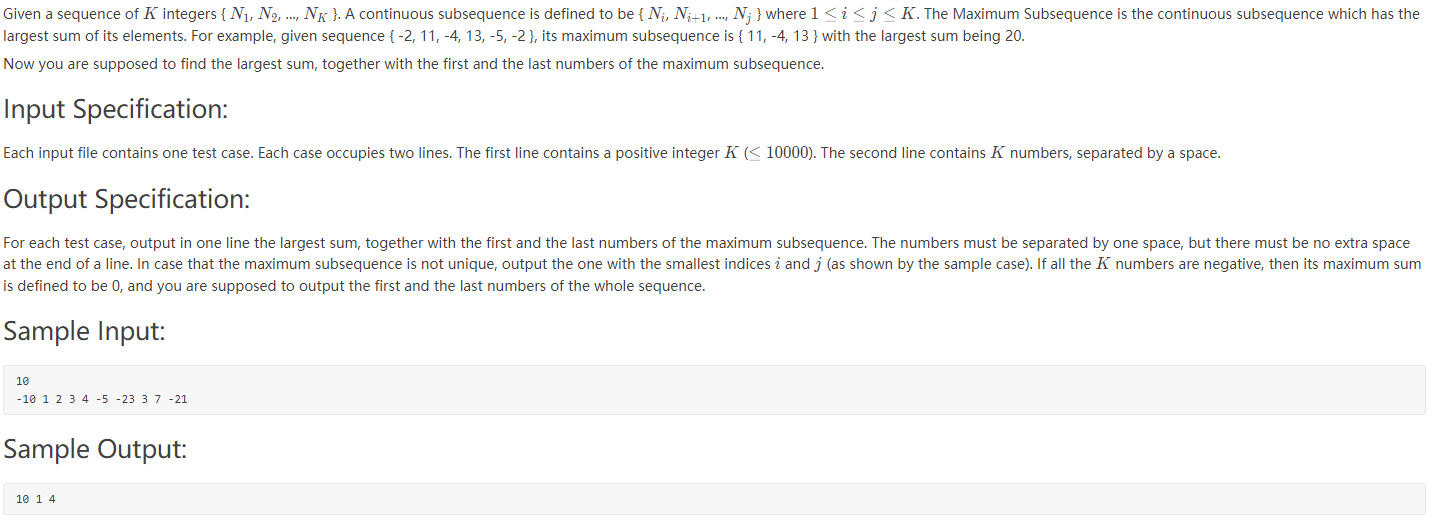 Given a sequence of K integers { N1, N2, ..., NK }. A continuous subsequence is defined to be { Ni, Ni+1, ..., Nj } where 1 ≤ i ≤ j ≤ K. The Maximum Subsequence is the continuous subsequence which has the
largest sum of its elements. For example, given sequence { -2, 11, -4, 13, -5, -2 }, its maximum subsequence is { 11, -4, 13 } with the largest sum being 20.
Now you are supposed to find the largest sum, together with the first and the last numbers of the maximum subsequence.
Input Specification:
Each input file contains one test case. Each case occupies two lines. The first line contains a positive integer K (≤ 10000). The second line contains K numbers, separated by a space.
Output Specification:
For each test case, output in one line the largest sum, together with the first and the last numbers of the maximum subsequence. The numbers must be separated by one space, but there must be no extra space
at the end of a line. In case that the maximum subsequence is not unique, output the one with the smallest indices i and j (as shown by the sample case). If all the K numbers are negative, then its maximum sum
is defined to be 0, and you are supposed to output the first and the last numbers of the whole sequence.
Sample Input:
10
-10 1 2 3 4 -5 -23 3 7 -21
Sample Output:
10 1 4